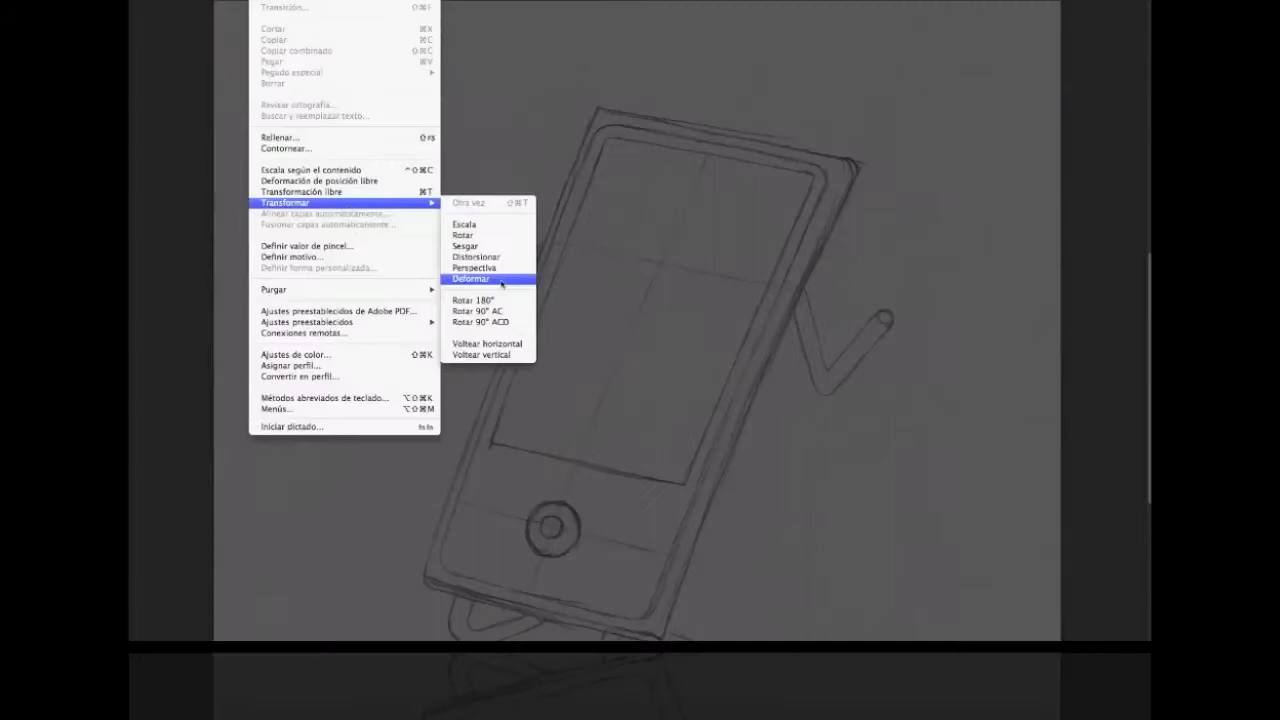 Transición... ⇧⌘F
Cortar ⌘X
Copiar ⌘C
Copiar combinado ⇧⌘C
Pegar ⌘V
Pegado especial
Borrar
Revisar ortografía...
Buscar y reemplazar texto...
Rellenar... ⇧F5
Contornear...
Escala según el contenido ^⇧⌘C
Deformación de posición libre
Transformación libre ⌘T
Transformar
Alinear capas automáticamente...
Fusionar capas automáticamente...
Definir valor de pincel...
Definir motivo...
Definir forma personalizada...
Purgar
Ajustes preestablecidos de Adobe PDF...
Ajustes preestablecidos
Conexiones remotas...
Ajustes de color... ⇧⌘K
Asignar perfil...
Convertir en perfil...
Métodos abreviados de teclado... ⌥⇧⌘K
Menús... ⌥⇧⌘M
Iniciar dictado... fn fn
Otra vez ⇧⌘T
Escala
Rotar
Sesgar
Distorsionar
Perspectiva
Deformar
Rotar 180°
Rotar 90° AC
Rotar 90° ACD
Voltear horizontal
Voltear vertical